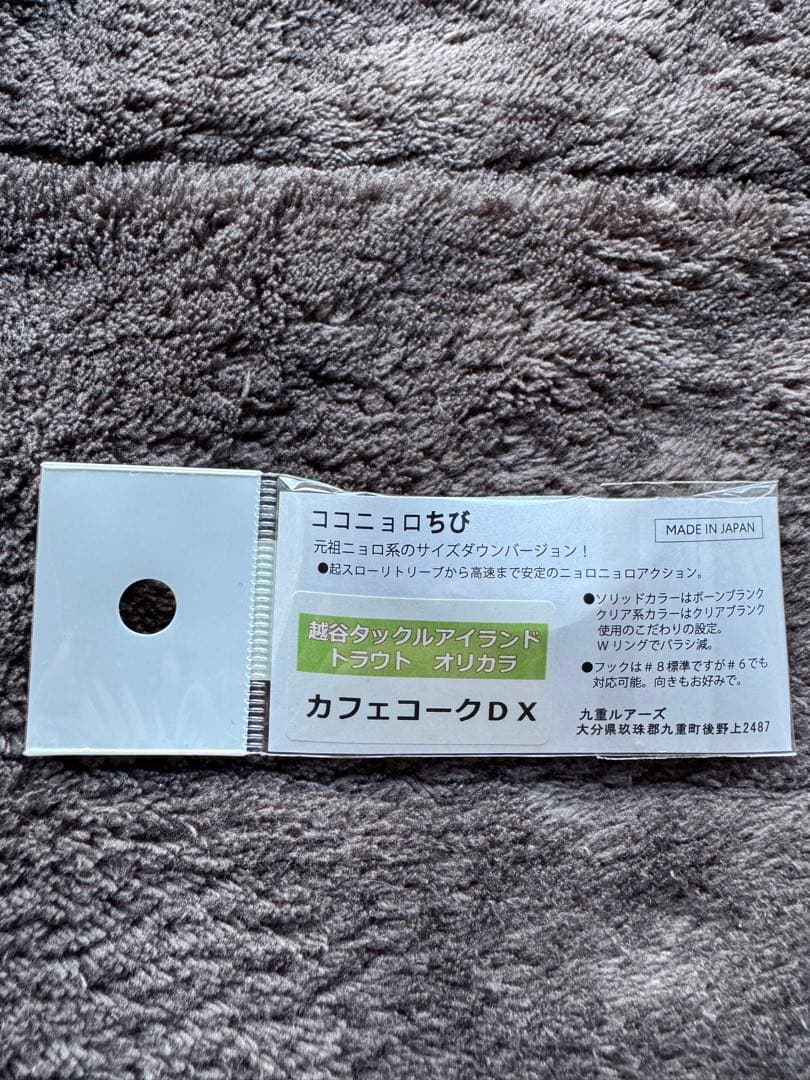 ココニョロちび
MADE IN JAPAN
元祖ニョロ系のサイズダウンバージョン！
●起スローリトリーブから高速まで安定のニョロニョロアクション。
越谷タックルアイランド
トラウト オリカラ
カフェコークＤＸ
●ソリッドカラーはボーンブランク
クリア系カラーはクリアブランク
使用のこだわりの設定。
Ｗリングでバラシ減。
●フックは＃８標準ですが＃６でも
対応可能。向きもお好みで。
九重ルアーズ
大分県玖珠郡九重町後野上2487